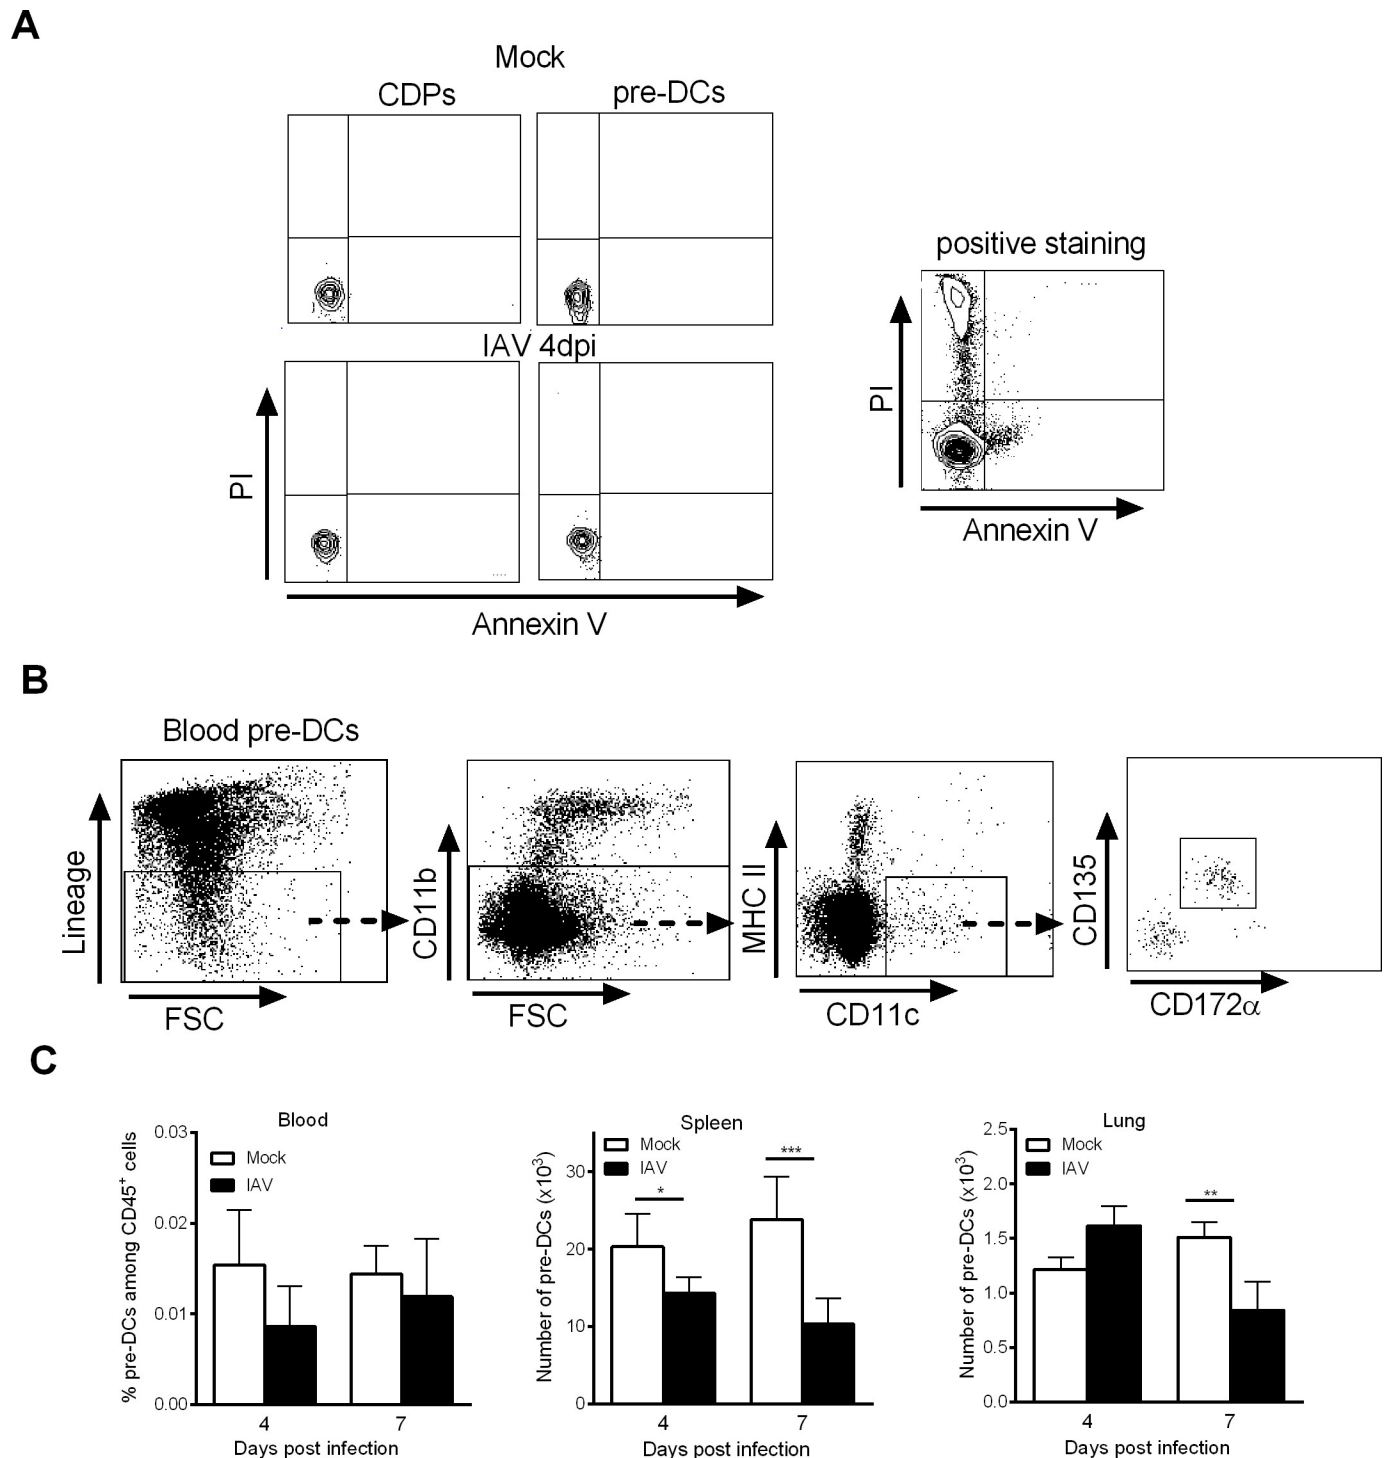 A
Mock
CDPs
pre-DCs
positive staining
IAV 4dpi
PI
Annexin V
PI
Annexin V
B
Blood pre-DCs
Lineage
FSC
CD11b
FSC
MHC II
CD11c
CD135
CD172α
C
Blood
% pre-DCs among CD45⁺ cells
0.03
0.02
0.01
0.00
Mock
IAV
4
7
Days post infection
Spleen
Number of pre-DCs (x10³)
30
20
10
0
Mock
IAV
*
***
4
7
Days post infection
Lung
Number of pre-DCs (x10³)
2.5
2.0
1.5
1.0
0.5
0.0
Mock
IAV
**
4
7
Days post infection